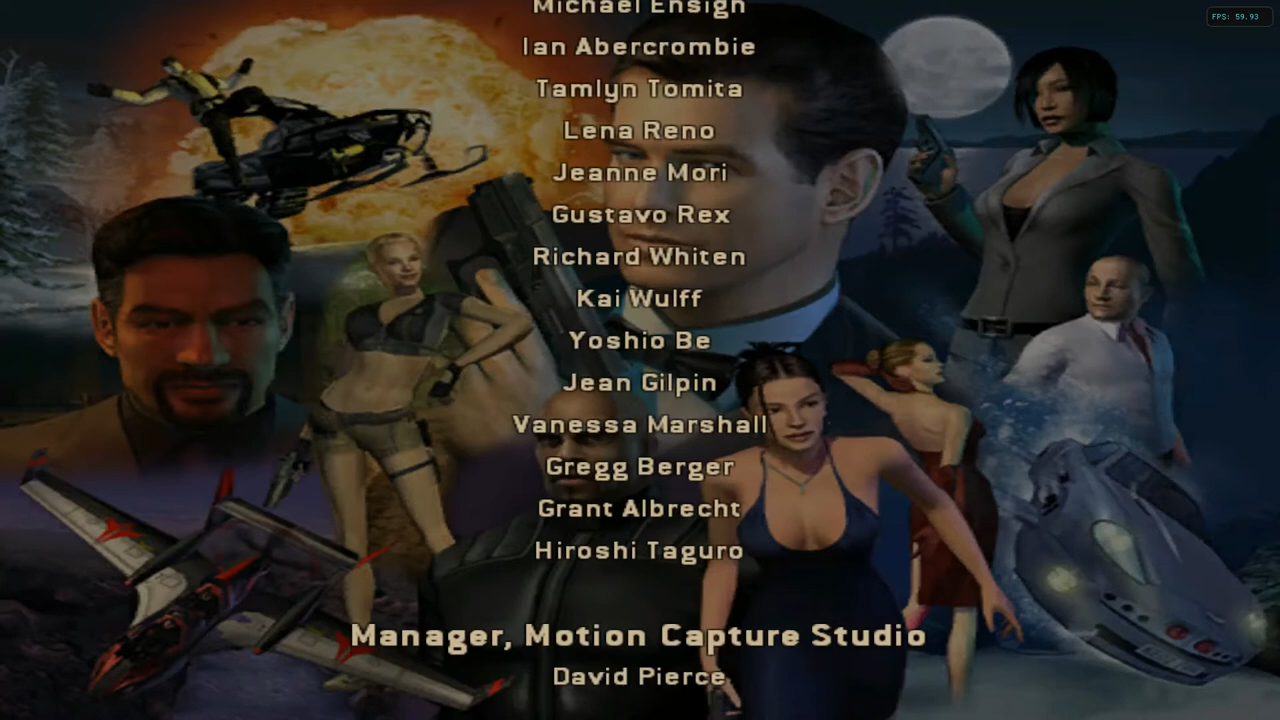 FPS: 59.93
Michael Ensign
Ian Abercrombie
Tamlyn Tomita
Lena Reno
Jeanne Mori
Gustavo Rex
Richard Whiten
Kai Wulff
Yoshio Be
Jean Gilpin
Vanessa Marshall
Gregg Berger
Grant Albrecht
Hiroshi Taguro
Manager, Motion Capture Studio
David Pierce